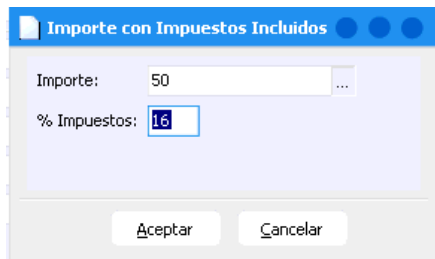 Importe con Impuestos Incluidos
Importe: 50 ...
% Impuestos: 16
Aceptar Cancelar